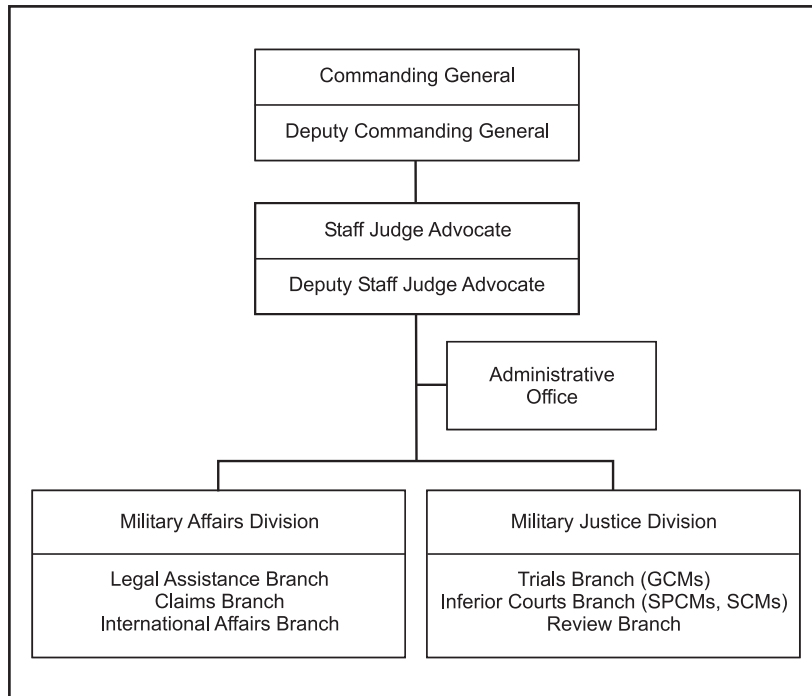 Commanding General
Deputy Commanding General
Staff Judge Advocate
Deputy Staff Judge Advocate
Administrative
Office
Military Affairs Division
Legal Assistance Branch
Claims Branch
International Affairs Branch
Military Justice Division
Trials Branch (GCMs)
Inferior Courts Branch (SPCMs, SCMs)
Review Branch